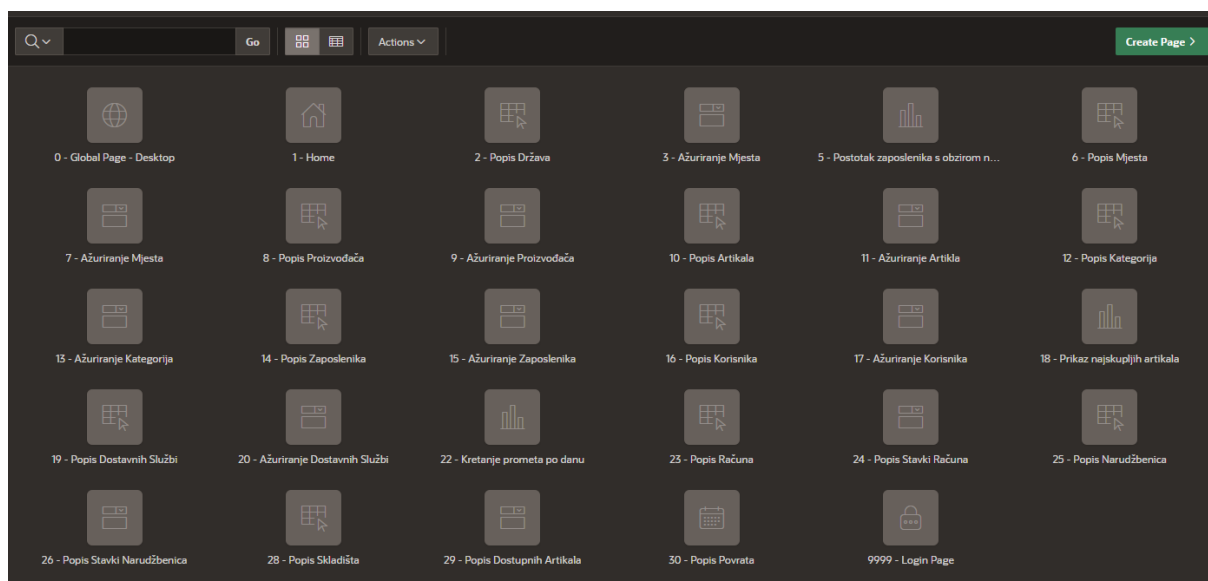 Go
Actions
Create Page
0 - Global Page - Desktop
1 - Home
2 - Popis Država
3 - Ažuriranje Mjesta
5 - Postotak zaposlenika s obzirom n...
6 - Popis Mjesta
7 - Ažuriranje Mjesta
8 - Popis Proizvođača
9 - Ažuriranje Proizvođača
10 - Popis Artikala
11 - Ažuriranje Artikla
12 - Popis Kategorija
13 - Ažuriranje Kategorija
14 - Popis Zaposlenika
15 - Ažuriranje Zaposlenika
16 - Popis Korisnika
17 - Ažuriranje Korisnika
18 - Prikaz najskupljih artikala
19 - Popis Dostavnih Službi
20 - Ažuriranje Dostavnih Službi
22 - Kretanje prometa po danu
23 - Popis Računa
24 - Popis Stavki Računa
25 - Popis Narudžbenica
26 - Popis Stavki Narudžbenica
28 - Popis Skladišta
29 - Popis Dostupnih Artikala
30 - Popis Povrata
9999 - Login Page